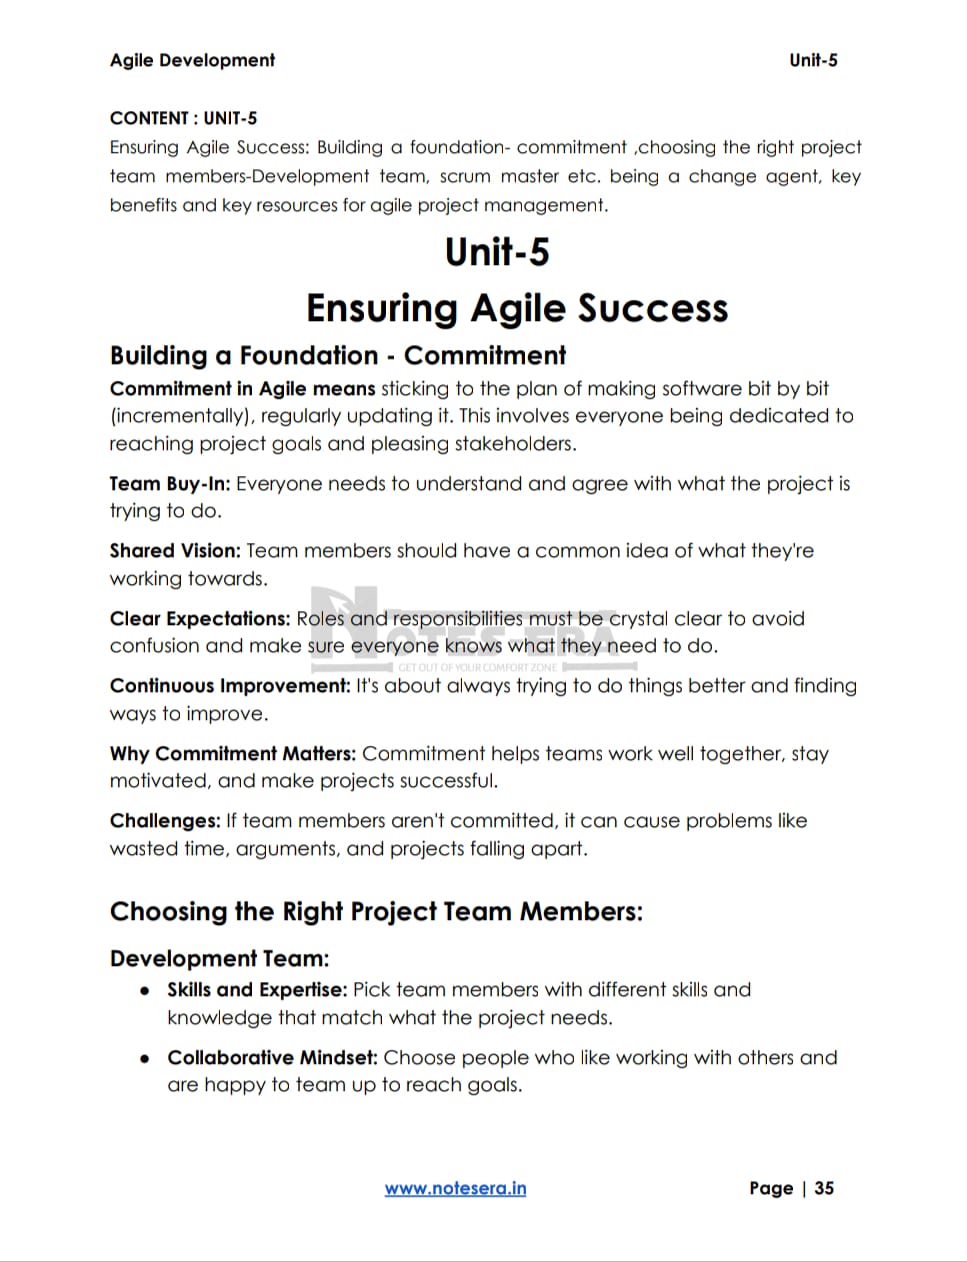 Agile Development Unit-5
CONTENT : UNIT-5
Ensuring Agile Success: Building a foundation- commitment ,choosing the right project
team members-Development team, scrum master etc. being a change agent, key
benefits and key resources for agile project management.
Unit-5
Ensuring Agile Success
Building a Foundation - Commitment
Commitment in Agile means sticking to the plan of making software bit by bit
(incrementally), regularly updating it. This involves everyone being dedicated to
reaching project goals and pleasing stakeholders.
Team Buy-In: Everyone needs to understand and agree with what the project is
trying to do.
Shared Vision: Team members should have a common idea of what they're
working towards.
Clear Expectations: Roles and responsibilities must be crystal clear to avoid
confusion and make sure everyone knows what they need to do.
NOTES-ERA
GET OUT OF YOUR COMFORT ZONE
Continuous Improvement: It's about always trying to do things better and finding
ways to improve.
Why Commitment Matters: Commitment helps teams work well together, stay
motivated, and make projects successful.
Challenges: If team members aren't committed, it can cause problems like
wasted time, arguments, and projects falling apart.
Choosing the Right Project Team Members:
Development Team:
● Skills and Expertise: Pick team members with different skills and
knowledge that match what the project needs.
● Collaborative Mindset: Choose people who like working with others and
are happy to team up to reach goals.
www.notesera.in Page | 35